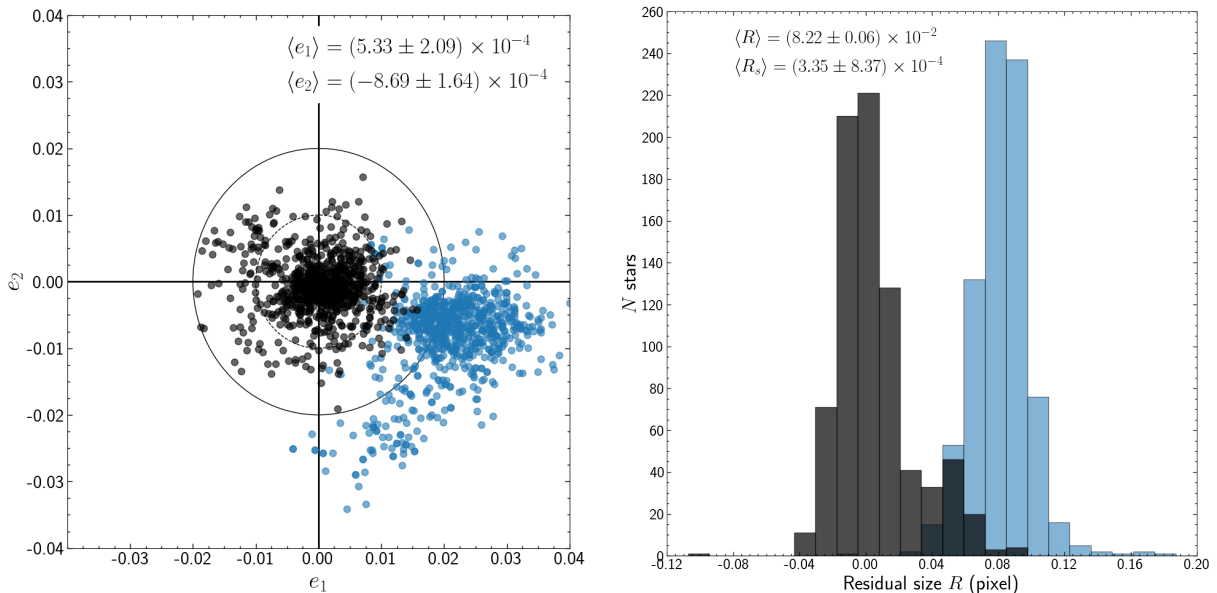 ⟨e₁⟩ = (5.33 ± 2.09) × 10⁻⁴
⟨e₂⟩ = (−8.69 ± 1.64) × 10⁻⁴
0.04
0.03
0.02
0.01
0.00
-0.01
-0.02
-0.03
-0.04
e₂
-0.03 -0.02 -0.01 0.00 0.01 0.02 0.03 0.04
e₁
⟨R⟩ = (8.22 ± 0.06) × 10⁻²
⟨Rₛ⟩ = (3.35 ± 8.37) × 10⁻⁴
260
240
220
200
180
160
140
120
100
80
60
40
20
0
N stars
-0.12 -0.08 -0.04 0.00 0.04 0.08 0.12 0.16 0.20
Residual size R (pixel)